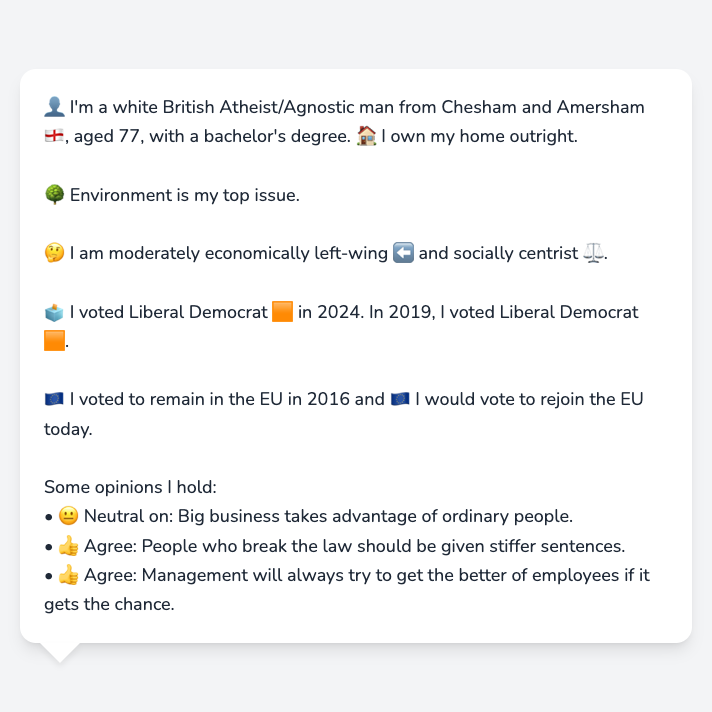 👤 I'm a white British Atheist/Agnostic man from Chesham and Amersham
🏴󠁧󠁢󠁥󠁮󠁧󠁿, aged 77, with a bachelor's degree. 🏠 I own my home outright.
🌳 Environment is my top issue.
🤔 I am moderately economically left-wing ⬅️ and socially centrist ⚖️.
🗳️ I voted Liberal Democrat 🟧 in 2024. In 2019, I voted Liberal Democrat
🟧.
🇪🇺 I voted to remain in the EU in 2016 and 🇪🇺 I would vote to rejoin the EU
today.
Some opinions I hold:
• 😐 Neutral on: Big business takes advantage of ordinary people.
• 👍 Agree: People who break the law should be given stiffer sentences.
• 👍 Agree: Management will always try to get the better of employees if it
gets the chance.